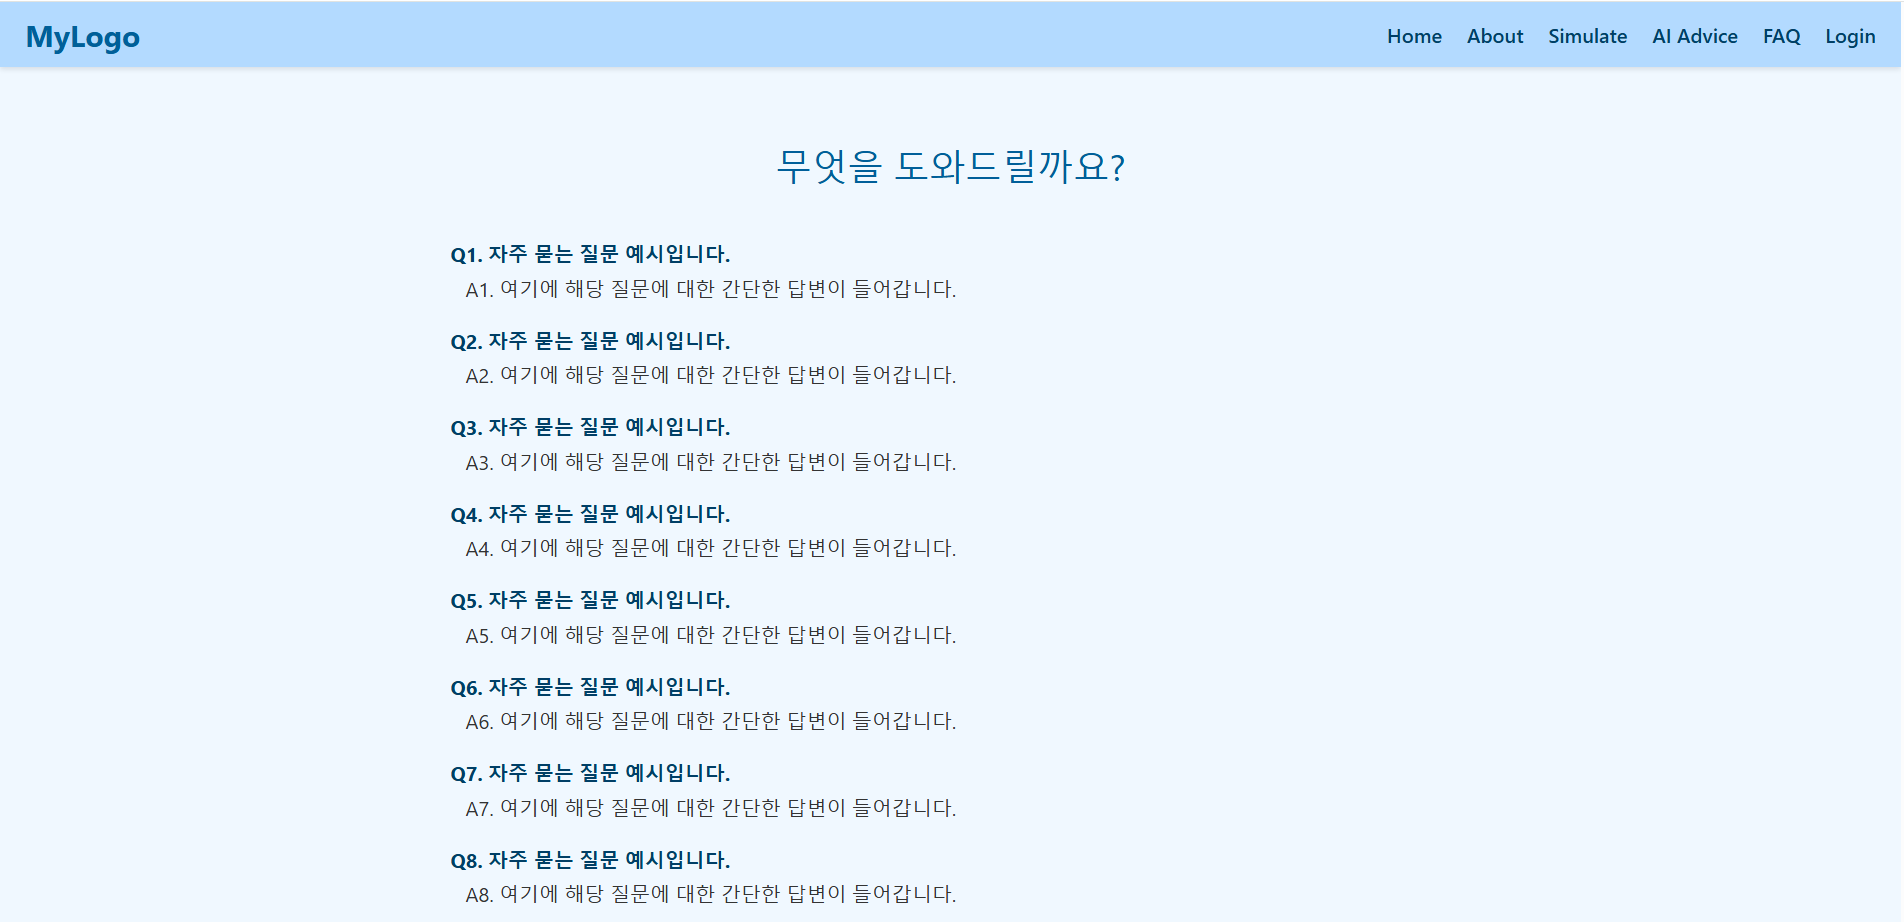 MyLogo
Home About Simulate AI Advice FAQ Login
무엇을 도와드릴까요?
Q1. 자주 묻는 질문 예시입니다.
A1. 여기에 해당 질문에 대한 간단한 답변이 들어갑니다.
Q2. 자주 묻는 질문 예시입니다.
A2. 여기에 해당 질문에 대한 간단한 답변이 들어갑니다.
Q3. 자주 묻는 질문 예시입니다.
A3. 여기에 해당 질문에 대한 간단한 답변이 들어갑니다.
Q4. 자주 묻는 질문 예시입니다.
A4. 여기에 해당 질문에 대한 간단한 답변이 들어갑니다.
Q5. 자주 묻는 질문 예시입니다.
A5. 여기에 해당 질문에 대한 간단한 답변이 들어갑니다.
Q6. 자주 묻는 질문 예시입니다.
A6. 여기에 해당 질문에 대한 간단한 답변이 들어갑니다.
Q7. 자주 묻는 질문 예시입니다.
A7. 여기에 해당 질문에 대한 간단한 답변이 들어갑니다.
Q8. 자주 묻는 질문 예시입니다.
A8. 여기에 해당 질문에 대한 간단한 답변이 들어갑니다.